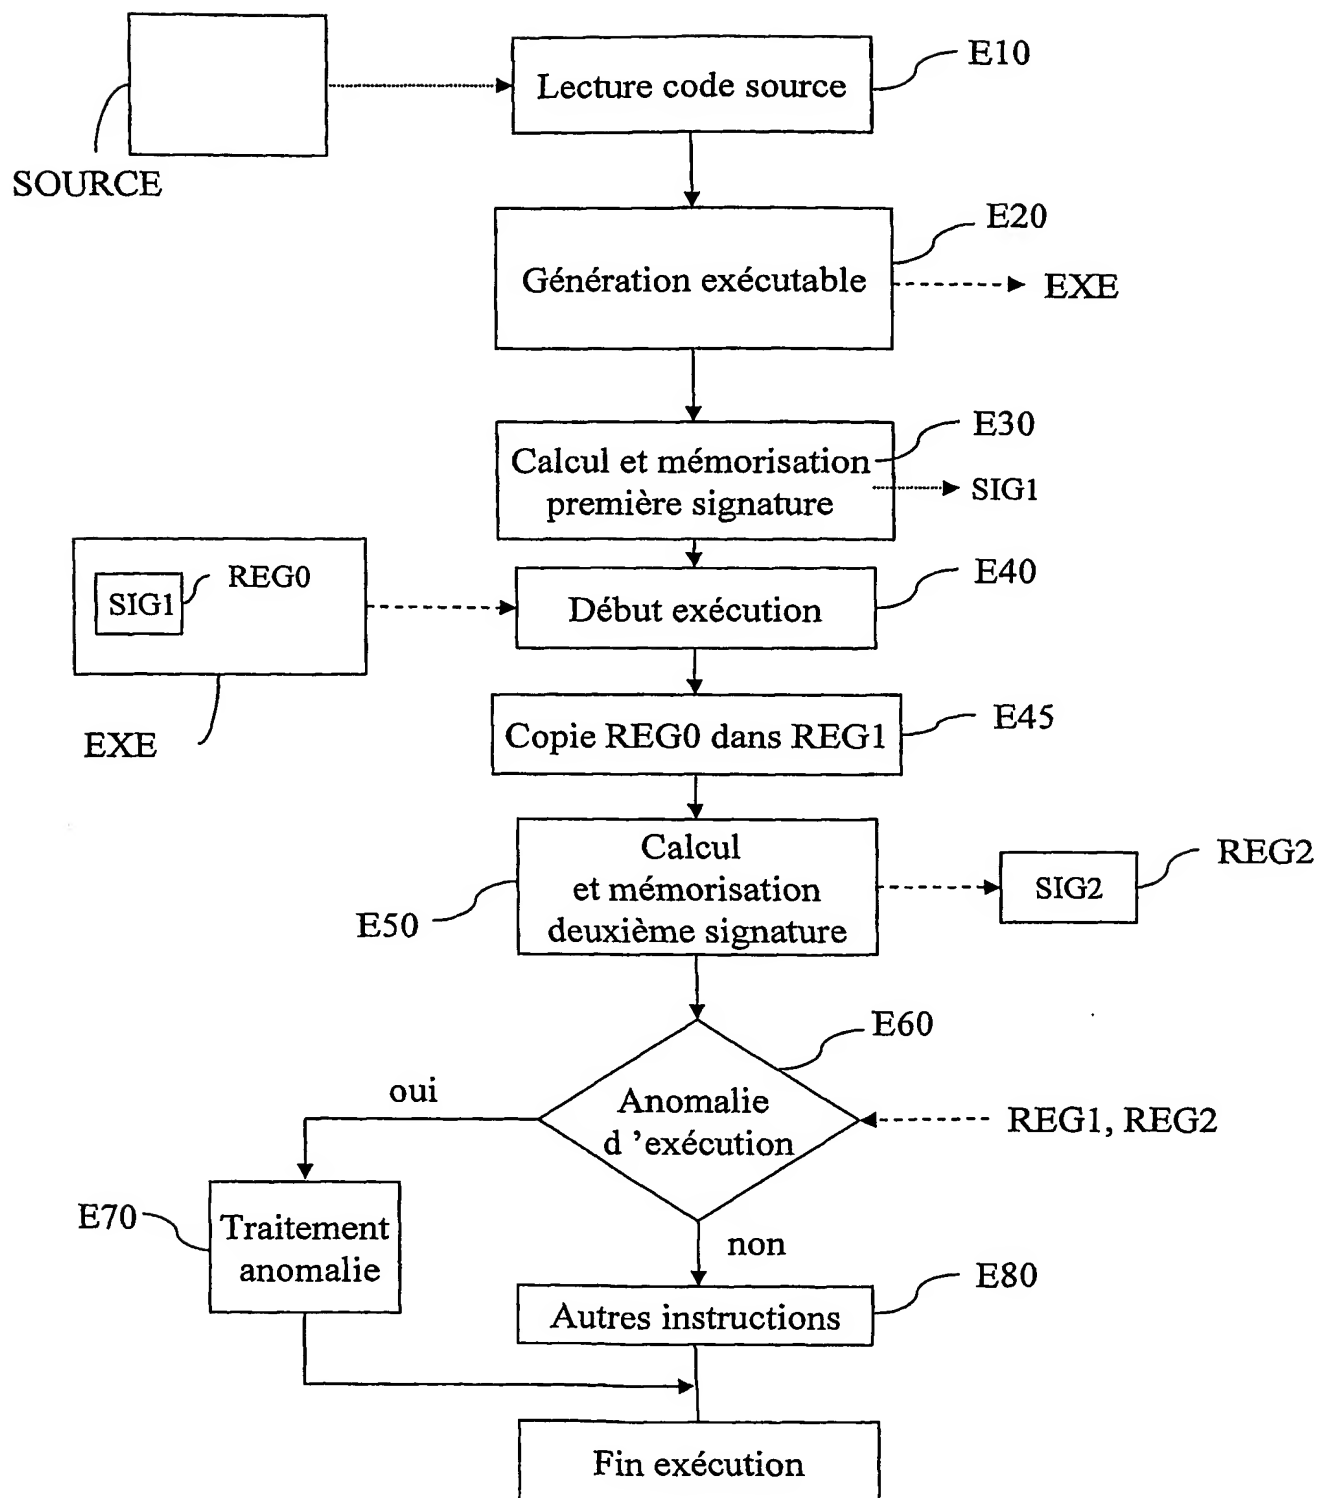 E10
Lecture code source
SOURCE
E20
Génération exécutable
EXE
E30
Calcul et mémorisation
première signature
SIG1
REG0
SIG1
E40
Début exécution
EXE
E45
Copie REG0 dans REG1
Calcul
et mémorisation
deuxième signature
REG2
SIG2
E50
E60
oui
Anomalie
d ’exécution
REG1, REG2
E70
Traitement
anomalie
non
E80
Autres instructions
Fin exécution